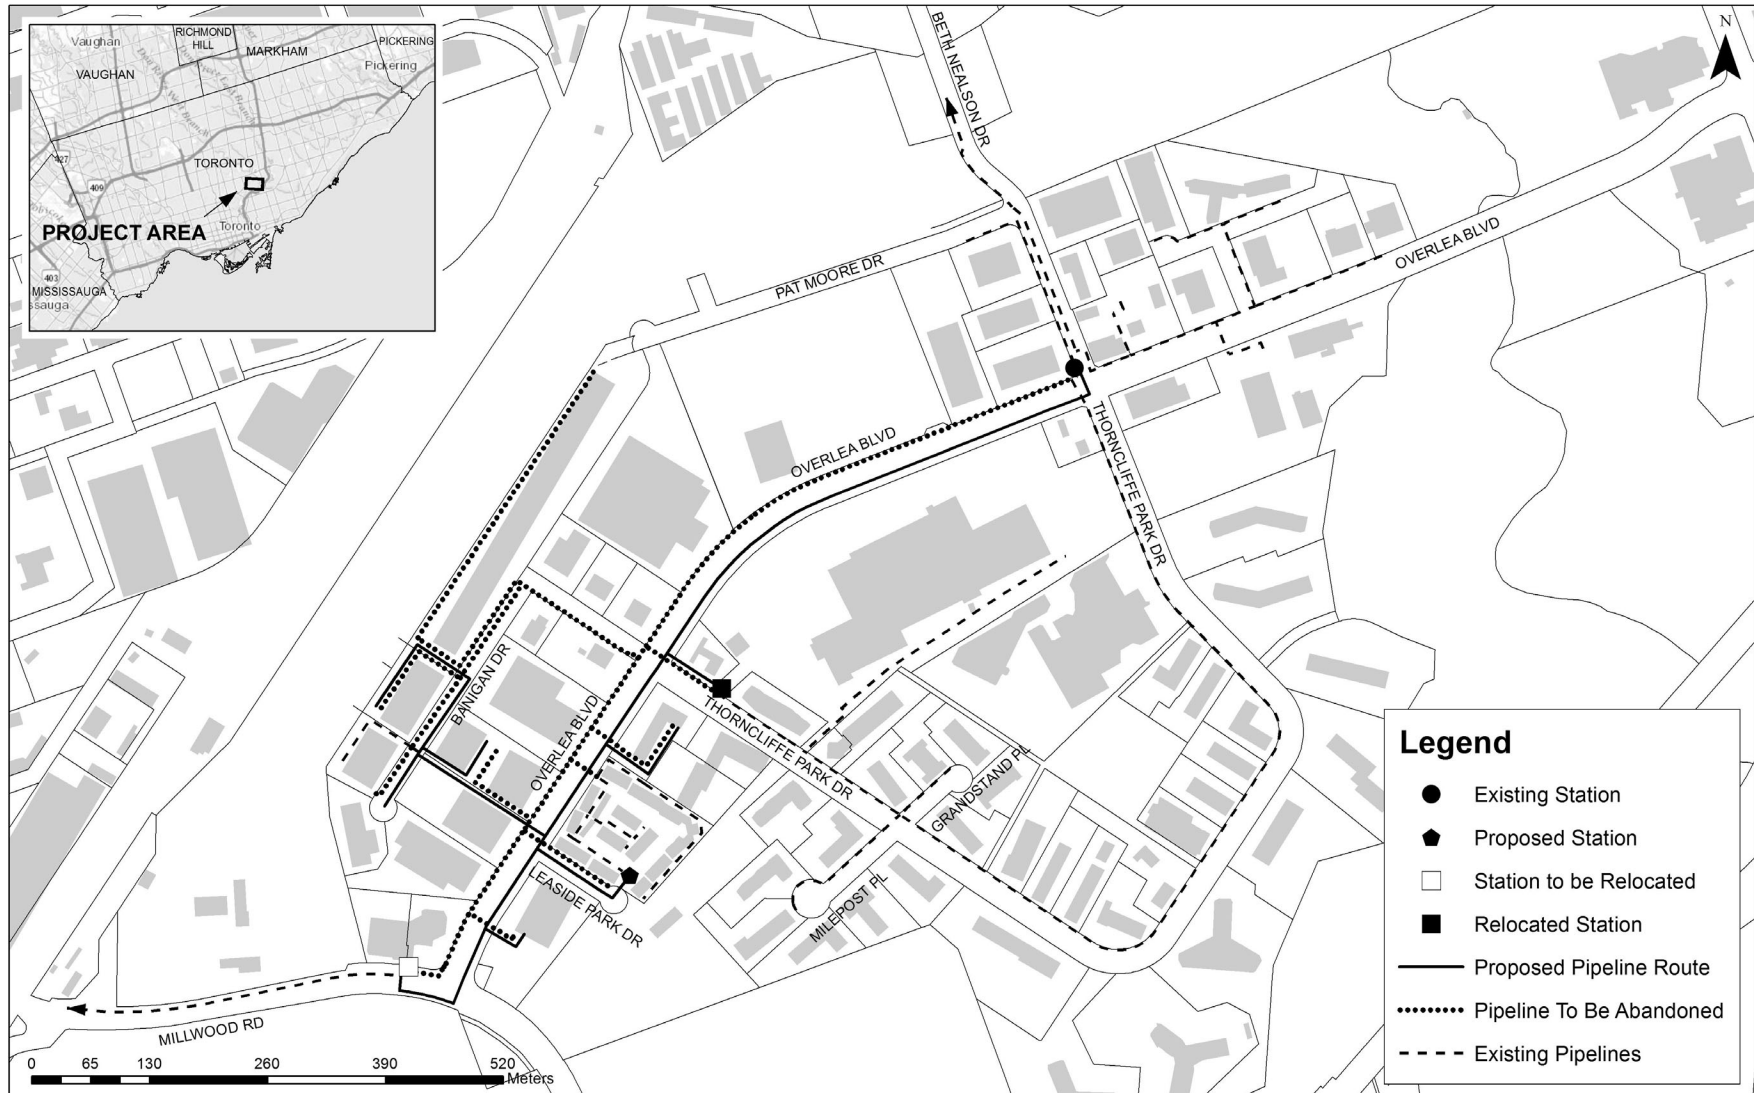 Vaughan
RICHMOND
HILL
MARKHAM
PICKERING
Pickering
VAUGHAN
427
409
TORONTO
PROJECT AREA
Toronto
403
MISSISSAUGA
ssauga
N
BETH NEALSON DR
PAT MOORE DR
OVERLEA BLVD
OVERLEA BLVD
THORNCLIFFE PARK DR
BANIGAN DR
OVERLEA BLVD
THORNCLIFFE PARK DR
GRANDSTAND PL
LEASIDE PARK DR
MILEPOST PL
MILLWOOD RD
0 65 130 260 390 520
Meters
Legend
Existing Station
Proposed Station
Station to be Relocated
Relocated Station
Proposed Pipeline Route
Pipeline To Be Abandoned
Existing Pipelines